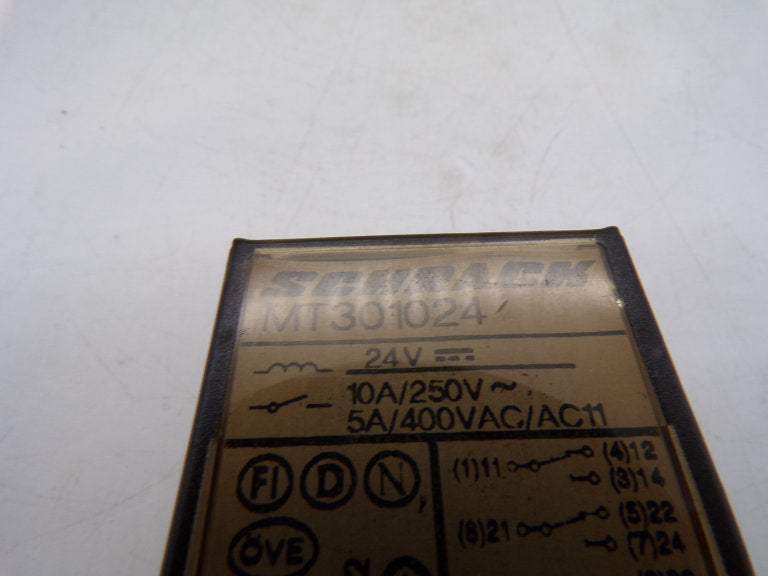 SCHRACK
MT301024
24V
10A/250V ~
5A/400VAC/AC11
FI D N
ÖVE
(1)11 (4)12
(3)14
(6)21 (5)22
(7)24